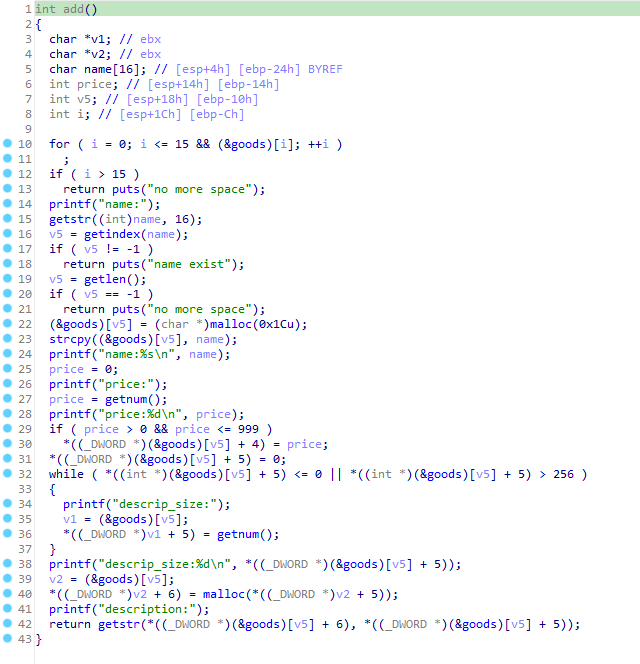 1 int add()
2 {
3 char *v1; // ebx
4 char *v2; // ebx
5 char name[16]; // [esp+4h] [ebp-24h] BYREF
6 int price; // [esp+14h] [ebp-14h]
7 int v5; // [esp+18h] [ebp-10h]
8 int i; // [esp+1Ch] [ebp-Ch]
9
10 for ( i = 0; i <= 15 && (&goods)[i]; ++i )
11 ;
12 if ( i > 15 )
13 return puts("no more space");
14 printf("name:");
15 getstr((int)name, 16);
16 v5 = getindex(name);
17 if ( v5 != -1 )
18 return puts("name exist");
19 v5 = getlen();
20 if ( v5 == -1 )
21 return puts("no more space");
22 (&goods)[v5] = (char *)malloc(0x1Cu);
23 strcpy((&goods)[v5], name);
24 printf("name:%s\n", name);
25 price = 0;
26 printf("price:");
27 price = getnum();
28 printf("price:%d\n", price);
29 if ( price > 0 && price <= 999 )
30 *((_DWORD *)(&goods)[v5] + 4) = price;
31 *((_DWORD *)(&goods)[v5] + 5) = 0;
32 while ( *((int *)(&goods)[v5] + 5) <= 0 || *((int *)(&goods)[v5] + 5) > 256 )
33 {
34 printf("descrip_size:");
35 v1 = (&goods)[v5];
36 *((_DWORD *)v1 + 5) = getnum();
37 }
38 printf("descrip_size:%d\n", *((_DWORD *)(&goods)[v5] + 5));
39 v2 = (&goods)[v5];
40 *((_DWORD *)v2 + 6) = malloc(*((_DWORD *)v2 + 5));
41 printf("description:");
42 return getstr(*((_DWORD *)(&goods)[v5] + 6), *((_DWORD *)(&goods)[v5] + 5));
43 }